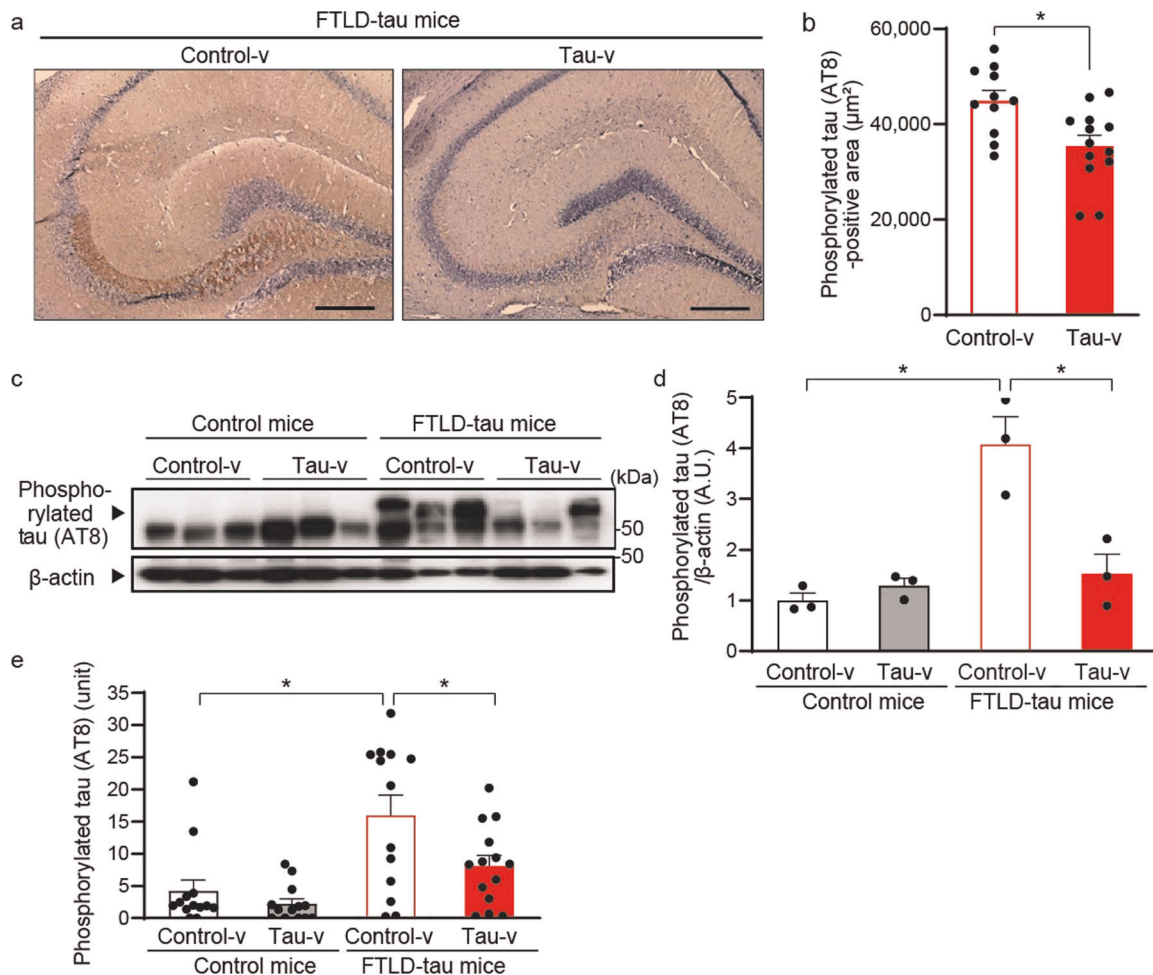 a
FTLD-tau mice
Control-v
Tau-v
b
*
Phosphorylated tau (AT8)
-positive area (μm²)
60,000
40,000
20,000
0
Control-v
Tau-v
c
Control mice
FTLD-tau mice
Control-v
Tau-v
Control-v
Tau-v
(kDa)
Phospho-
rylated
tau (AT8)
-50
-50
β-actin
d
*
*
Phosphorylated tau (AT8)
/β-actin (A.U.)
5
4
5
2
1
0
Control-v
Tau-v
Control-v
Tau-v
Control mice
FTLD-tau mice
e
*
*
Phosphorylated tau (AT8) (unit)
35
30
25
20
15
10
5
0
Control-v
Tau-v
Control-v
Tau-v
Control mice
FTLD-tau mice